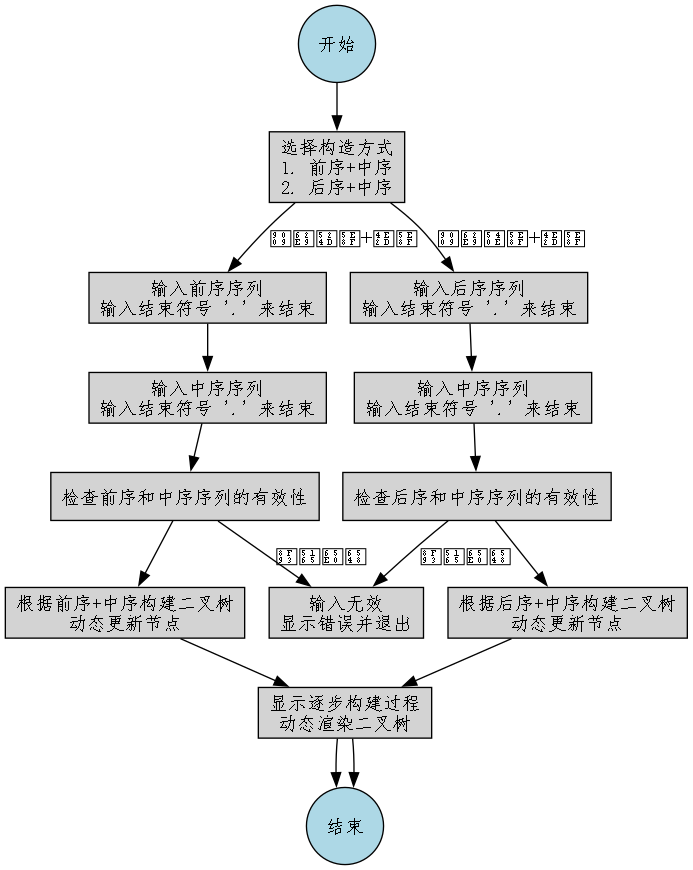 开始
选择构造方式
1. 前序+中序
2. 后序+中序
输入前序序列
输入结束符号 '.' 来结束
输入后序序列
输入结束符号 '.' 来结束
输入中序序列
输入结束符号 '.' 来结束
输入中序序列
输入结束符号 '.' 来结束
检查前序和中序序列的有效性
检查后序和中序序列的有效性
根据前序+中序构建二叉树
动态更新节点
输入无效
显示错误并退出
根据后序+中序构建二叉树
动态更新节点
显示逐步构建过程
动态渲染二叉树
结束